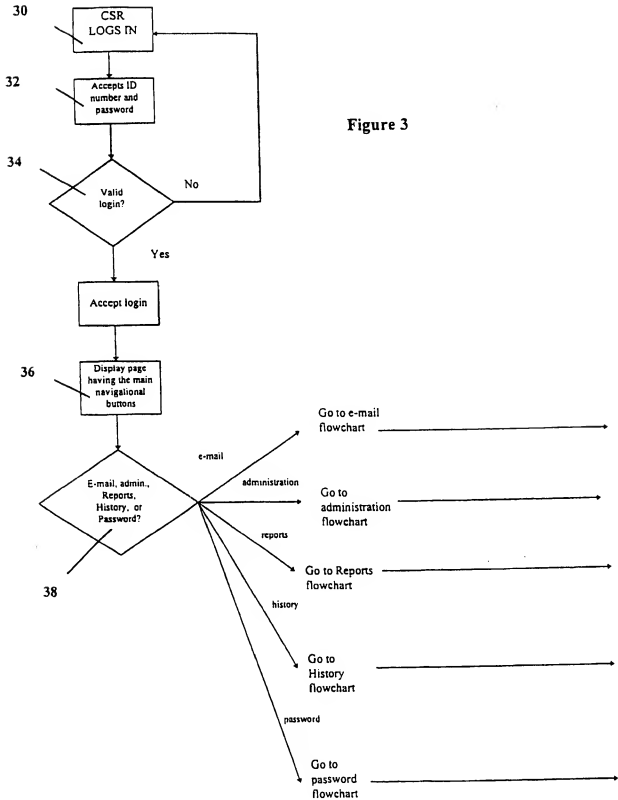 30
CSR
LOGS IN
32
Accepts ID
number and
password
Figure 3
34
Valid
login?
No
Yes
Accept login
36
Display page
having the main
navigational
buttons
E-mail, admin.,
Reports,
History, or
Password?
38
e-mail
Go to e-mail
flowchart
administration
Go to
administration
flowchart
reports
Go to Reports
flowchart
history
Go to
History
flowchart
password
Go to
password
flowchart